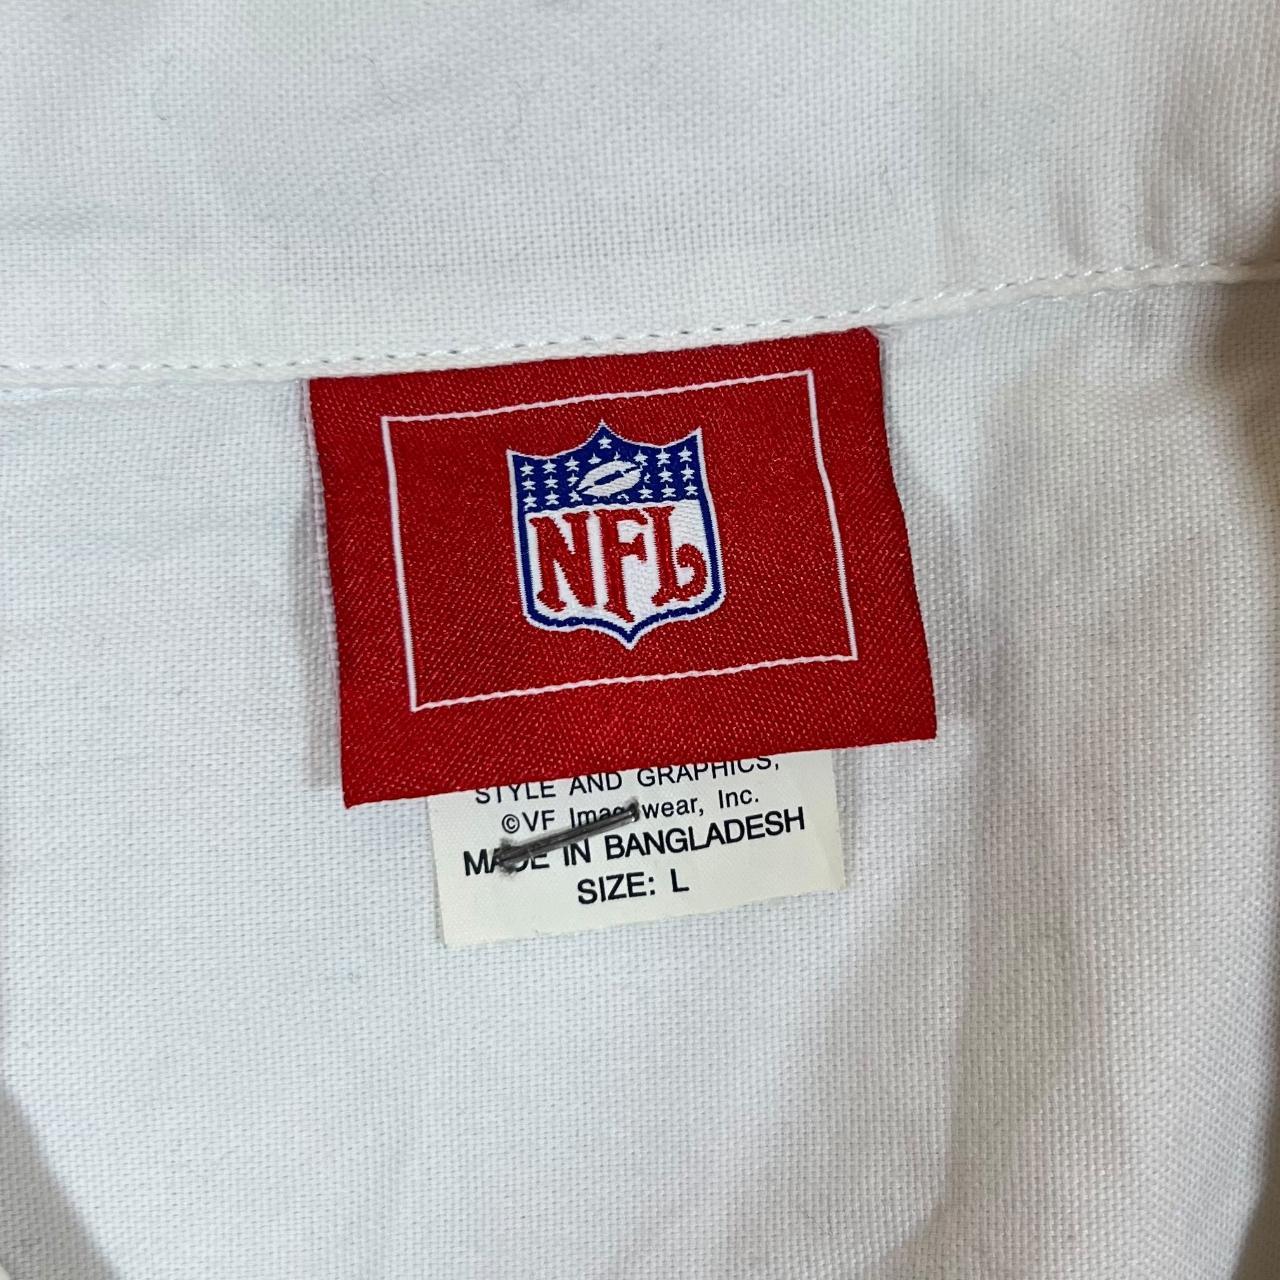 NFL
STYLE AND GRAPHICS,
©VF Imagewear, Inc.
MADE IN BANGLADESH
SIZE: L